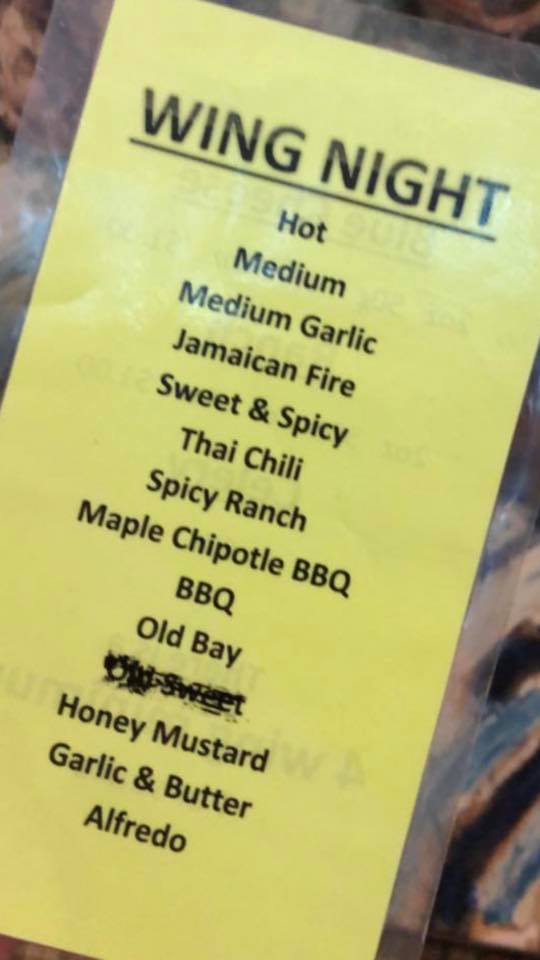 WING NIGHT
Hot
Medium
Medium Garlic
Jamaican Fire
Sweet & Spicy
Thai Chili
Spicy Ranch
Maple Chipotle BBQ
BBQ
Old Bay
Sweet
Honey Mustard
Garlic & Butter
Alfredo